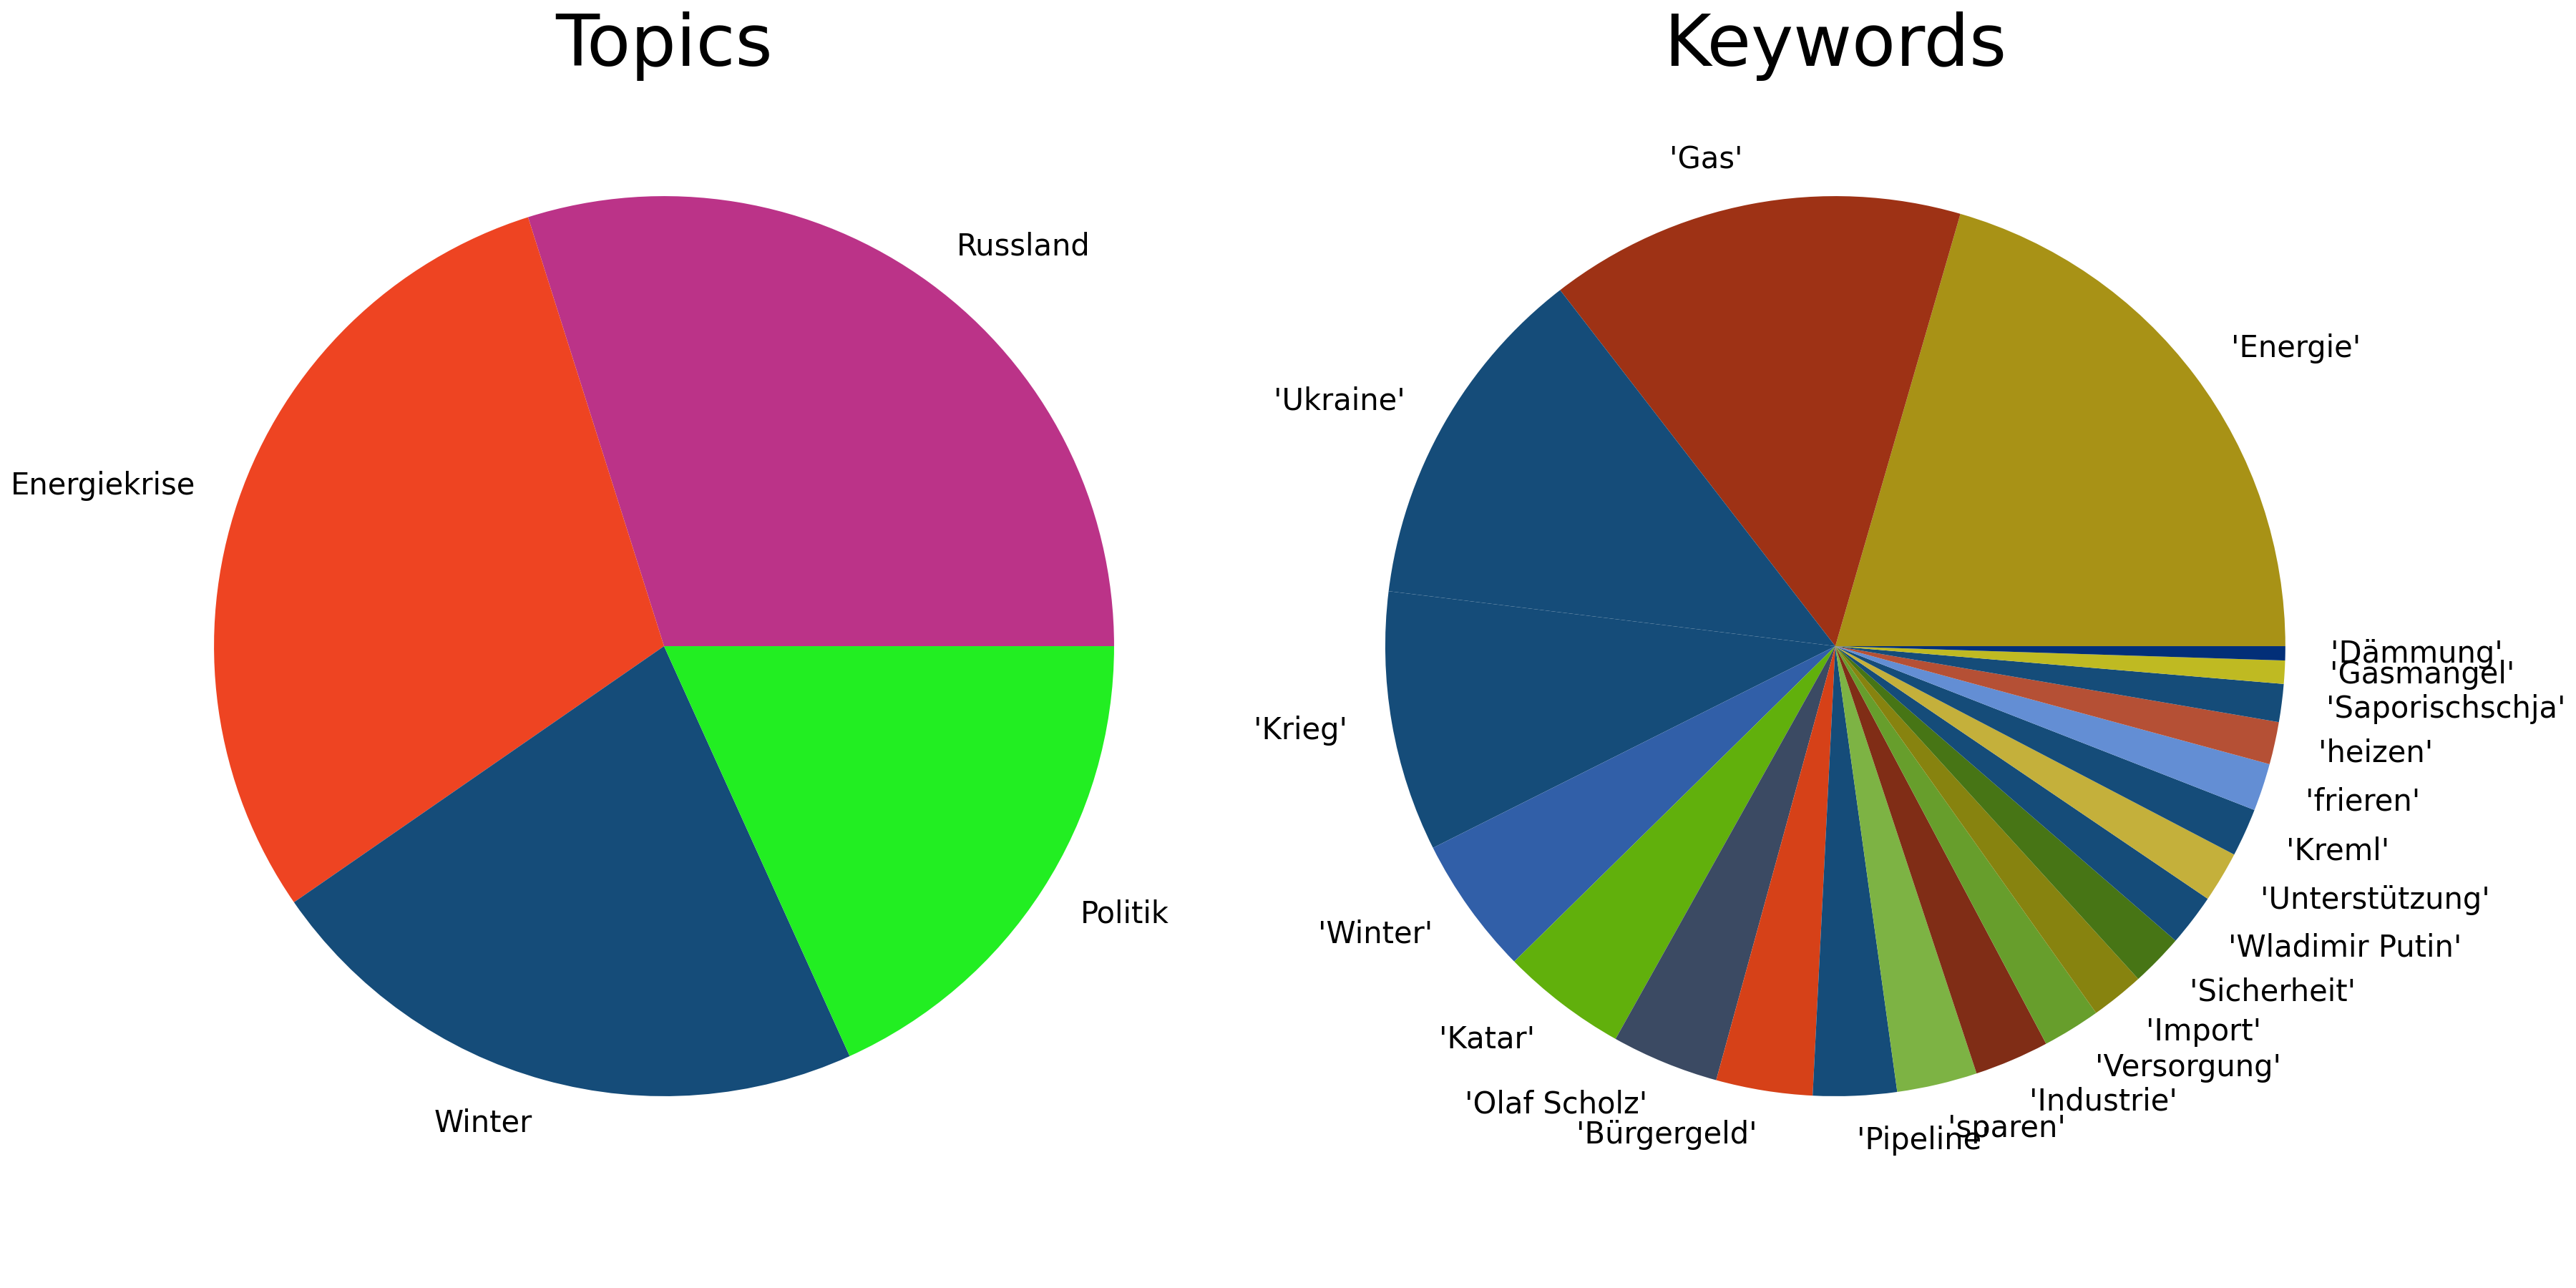 Topics
Russland
Energiekrise
Winter
Politik
Keywords
'Energie'
'Gas'
'Ukraine'
'Krieg'
'Winter'
'Katar'
'Olaf Scholz'
'Bürgergeld'
'Pipeline'
'sparen'
'Industrie'
'Versorgung'
'Import'
'Sicherheit'
'Wladimir Putin'
'Unterstützung'
'Kreml'
'frieren'
'heizen'
'Saporischschja'
'Gasmangel'
'Dämmung'